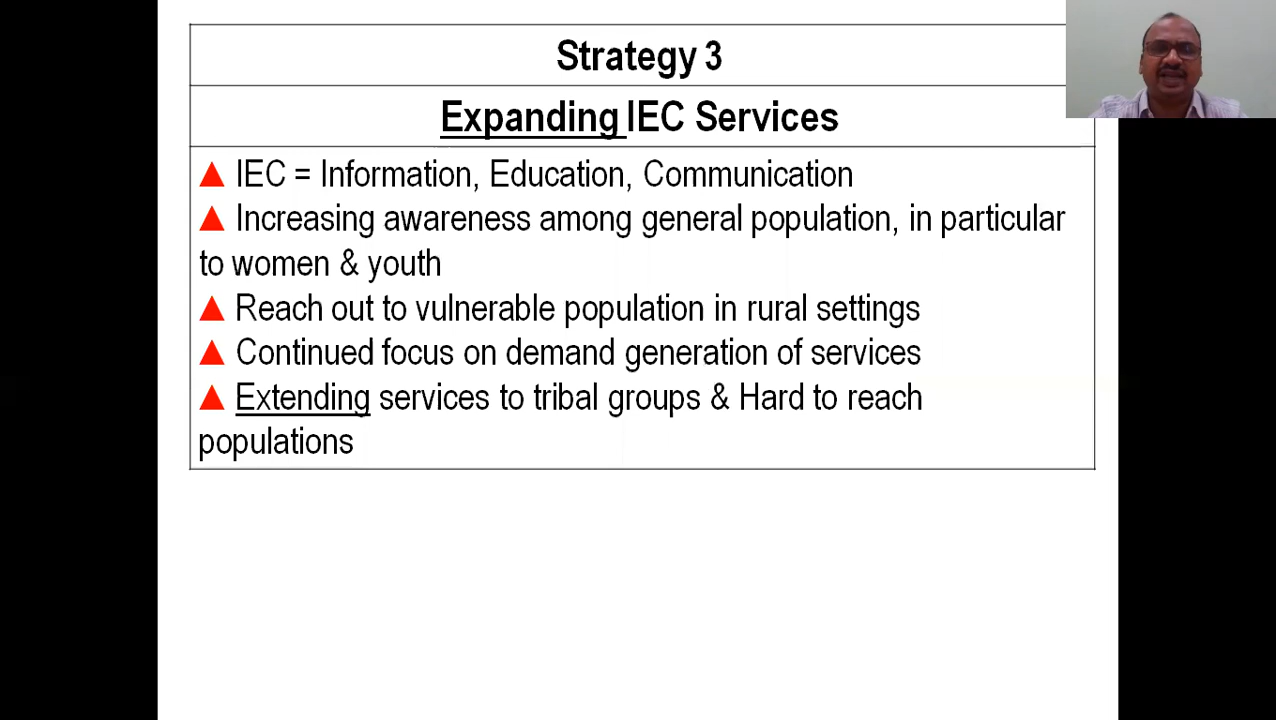 Strategy 3
Expanding IEC Services
▲ IEC = Information, Education, Communication
▲ Increasing awareness among general population, in particular
to women & youth
▲ Reach out to vulnerable population in rural settings
▲ Continued focus on demand generation of services
▲ Extending services to tribal groups & Hard to reach
populations